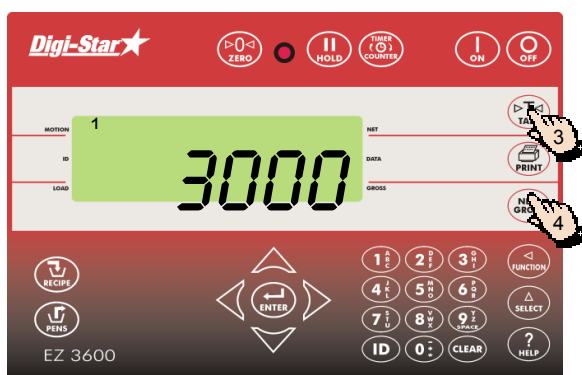 Digi-Star
ZERO
HOLD
TIMER
COUNTER
ON
OFF
1
3000
MOTION
ID
LOAD
NET
DATA
GROSS
3
PRINT
4
RECIPE
PENS
ENTER
1 A B C
2 D E F
3 G H I
4 J K L
5 M N O
6 P Q R
7 S T U
8 V W X
9 Y Z SPACE
ID
0
CLEAR
FUNCTION
SELECT
? HELP
EZ 3600